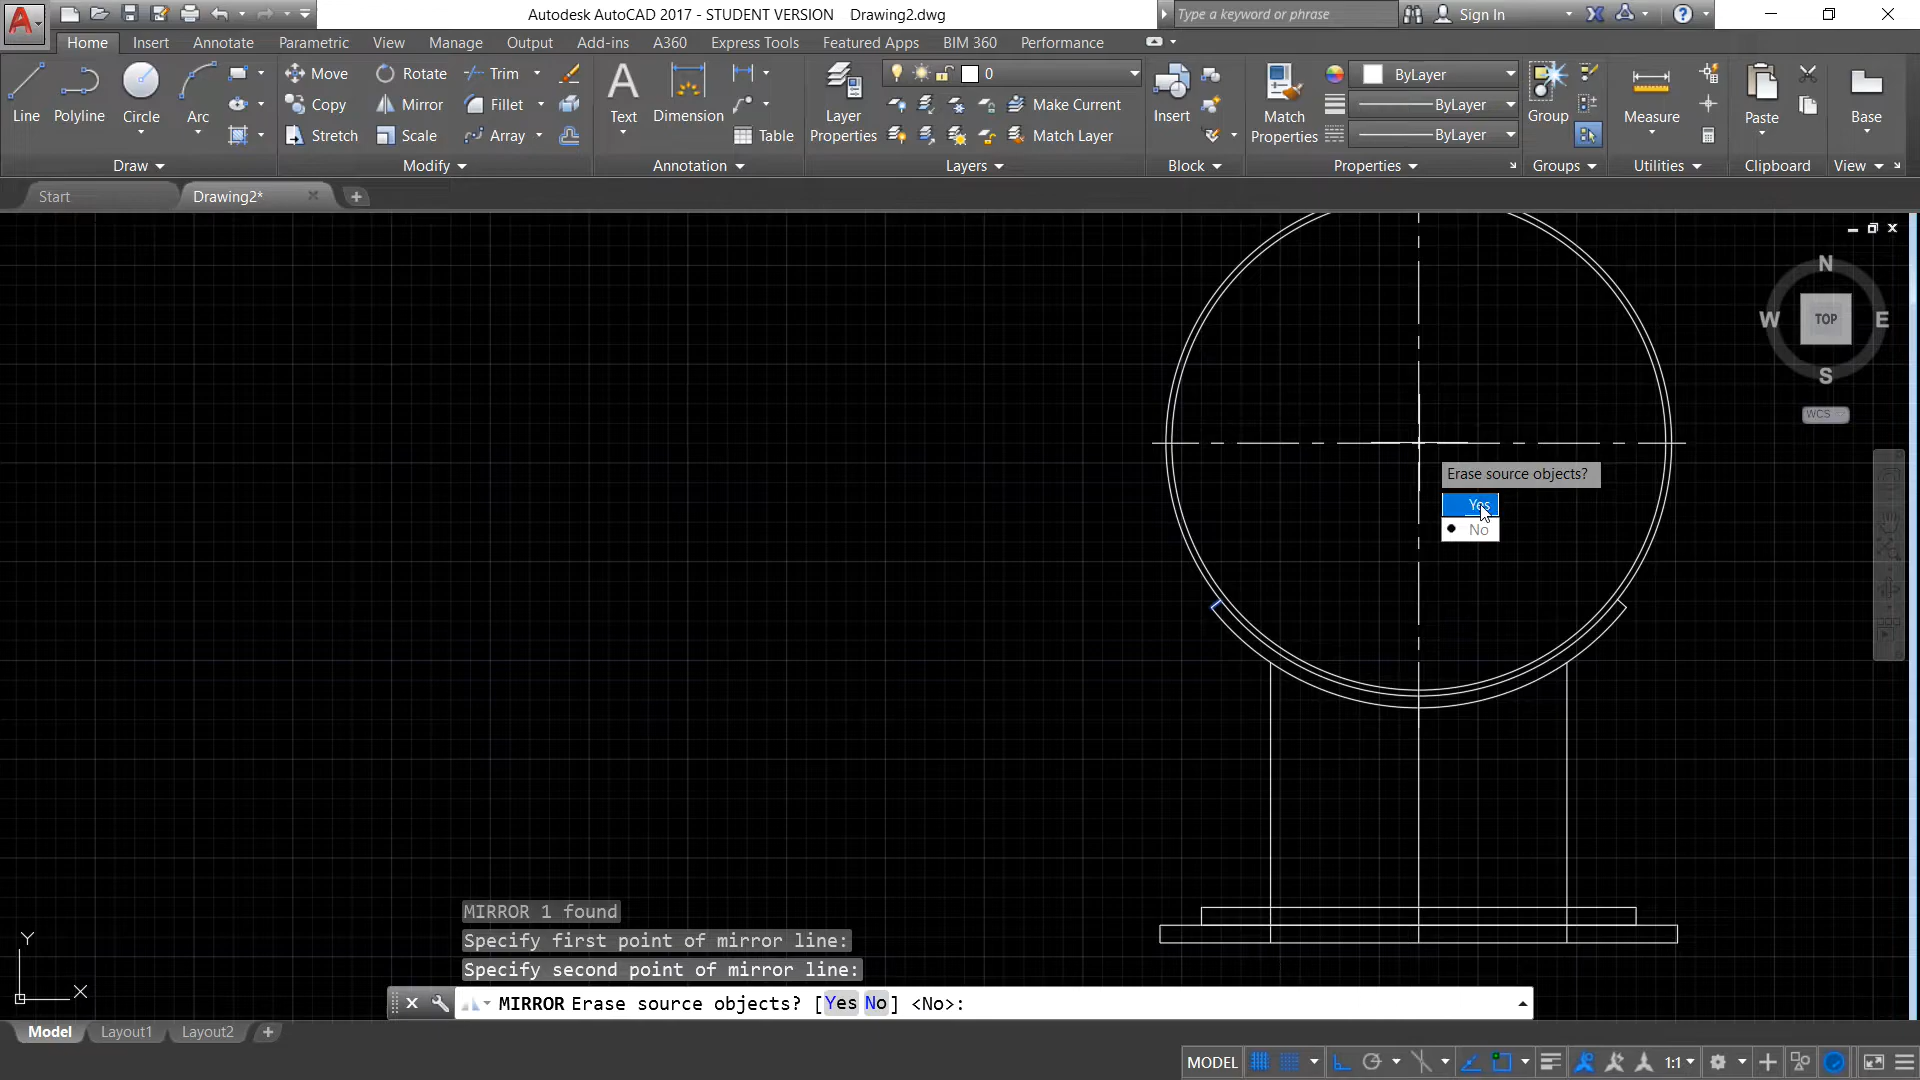 Autodesk AutoCAD 2017 - STUDENT VERSION Drawing2.dwg
Type a keyword or phrase
Sign In
Home Insert Annotate Parametric View Manage Output Add-ins A360 Express Tools Featured Apps BIM 360 Performance
Line
Polyline
Circle
Arc
Move Rotate Trim
Copy Mirror Fillet
Stretch Scale Array
Text
Dimension
Table
Layer
Properties
0
Make Current
Match Layer
Insert
Match
Properties
ByLayer
ByLayer
ByLayer
Group
Measure
Paste
Base
Draw Modify Annotation Layers Block Properties Groups Utilities Clipboard View
Start Drawing2*
N
W TOP E
S
WCS
Erase source objects?
Yes
No
MIRROR 1 found
Specify first point of mirror line:
Specify second point of mirror line:
MIRROR Erase source objects? [Yes No] <No>:
Y
X
Model Layout1 Layout2
MODEL 1:1